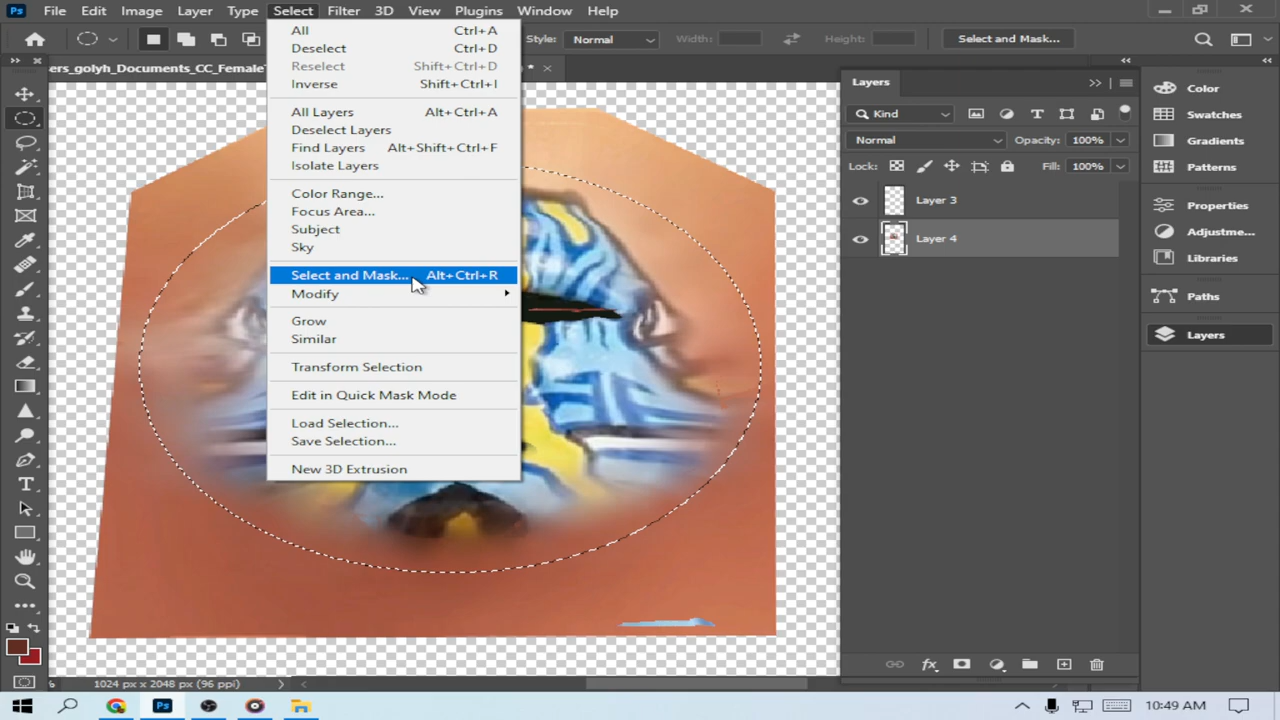 Ps File Edit Image Layer Type Select Filter 3D View Plugins Window Help
Style: Normal Width: Height: Select and Mask...
ers_golyh_Documents_CC_Female * ×
All Ctrl+A
Deselect Ctrl+D
Reselect Shift+Ctrl+D
Inverse Shift+Ctrl+I
All Layers Alt+Ctrl+A
Deselect Layers
Find Layers Alt+Shift+Ctrl+F
Isolate Layers
Color Range...
Focus Area...
Subject
Sky
Select and Mask... Alt+Ctrl+R
Modify
Grow
Similar
Transform Selection
Edit in Quick Mask Mode
Load Selection...
Save Selection...
New 3D Extrusion
Layers
Kind
Normal Opacity: 100%
Lock: Fill: 100%
Layer 3
Layer 4
Color
Swatches
Gradients
Patterns
Properties
Adjustme...
Libraries
Paths
Layers
1024 px x 2048 px (96 ppi)
Ps 10:49 AM